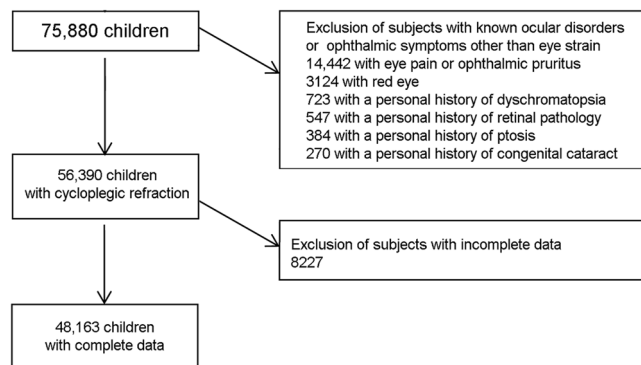 75,880 children
Exclusion of subjects with known ocular disorders
or ophthalmic symptoms other than eye strain
14,442 with eye pain or ophthalmic pruritus
3124 with red eye
723 with a personal history of dyschromatopsia
547 with a personal history of retinal pathology
384 with a personal history of ptosis
270 with a personal history of congenital cataract
56,390 children
with cycloplegic refraction
Exclusion of subjects with incomplete data
8227
48,163 children
with complete data